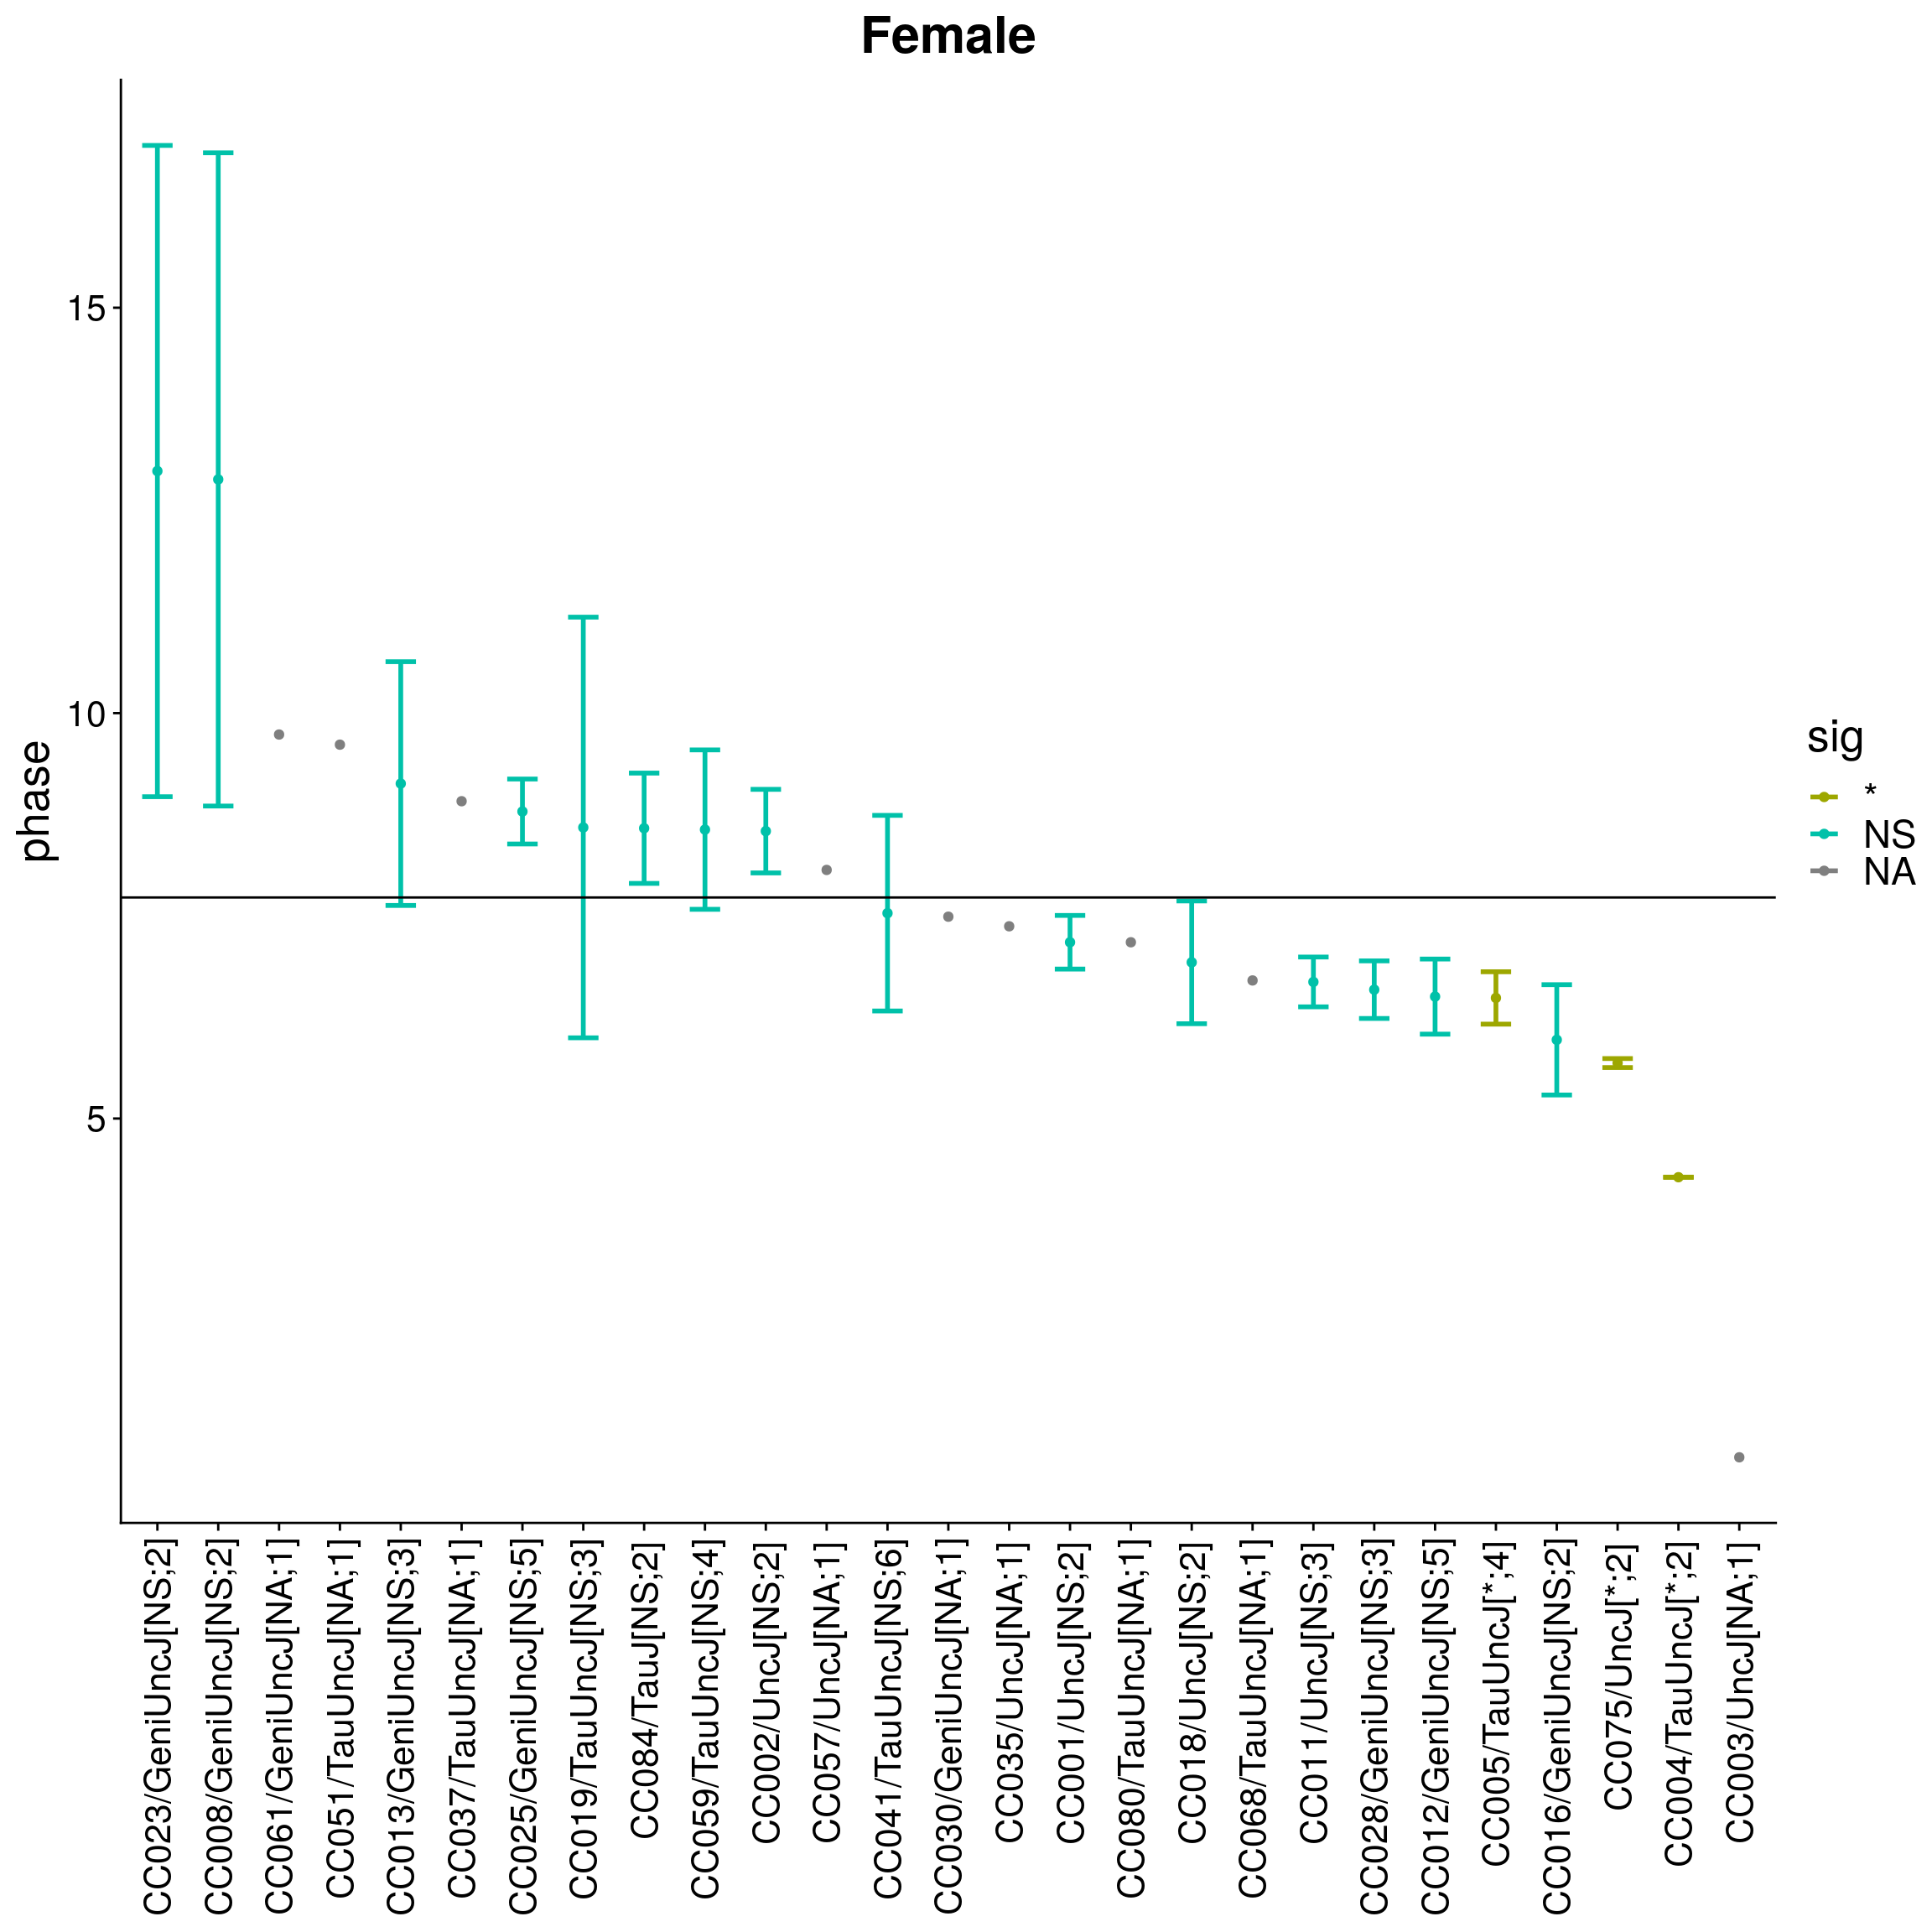 Female
phase
15
10
5
sig
*
NS
NA
CC023/GeniUncJ[NS;2]
CC008/GeniUncJ[NS;2]
CC061/GeniUncJ[NA;1]
CC051/TauUncJ[NA;1]
CC013/GeniUncJ[NS;3]
CC037/TauUncJ[NA;1]
CC025/GeniUncJ[NS;5]
CC019/TauUncJ[NS;3]
CC084/TauJ[NS;2]
CC059/TauUncJ[NS;4]
CC002/UncJ[NS;2]
CC057/UncJ[NA;1]
CC041/TauUncJ[NS;6]
CC030/GeniUncJ[NA;1]
CC035/UncJ[NA;1]
CC001/UncJ[NS;2]
CC080/TauUncJ[NA;1]
CC018/UncJ[NS;2]
CC068/TauUncJ[NA;1]
CC011/UncJ[NS;3]
CC028/GeniUncJ[NS;3]
CC012/GeniUncJ[NS;5]
CC005/TauUncJ[*;4]
CC016/GeniUncJ[NS;2]
CC075/UncJ[*;2]
CC004/TauUncJ[*;2]
CC003/UncJ[NA;1]